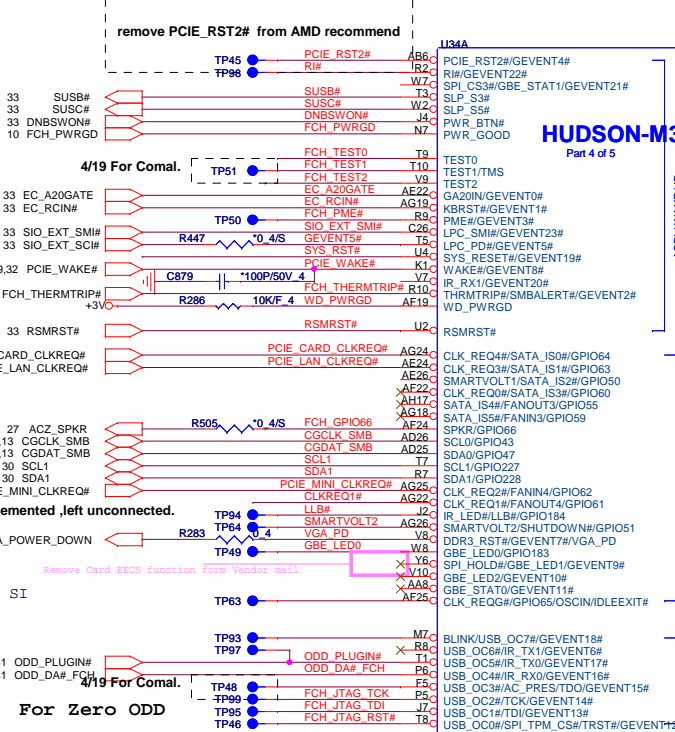 remove PCIE_RST2# from AMD recommend
U34A
TP45 PCIE_RST2# AB6 PCIE_RST2#/GEVENT4#
TP98 RI# R2 RI#/GEVENT22#
W7 SPI_CS3#/GBE_STAT1/GEVENT21#
33 SUSB# SUSB# T3 SLP_S3#
33 SUSC# SUSC# W2 SLP_S5#
33 DNBSWON# DNBSWON# J4 PWR_BTN#
10 FCH_PWRGD FCH_PWRGD N7 PWR_GOOD
HUDSON-M3
Part 4 of 5
4/19 For Comal.
FCH_TEST0 T9 TEST0
TP51 FCH_TEST1 T10 TEST1/TMS
FCH_TEST2 V9 TEST2
33 EC_A20GATE EC_A20GATE AE22 GA20IN/GEVENT0#
33 EC_RCIN# EC_RCIN# AG19 KBRST#/GEVENT1#
TP50 FCH_PME# R9 PME#/GEVENT3#
33 SIO_EXT_SMI# SIO_EXT_SMI# C26 LPC_SMI#/GEVENT23#
33 SIO_EXT_SCI# R447 *0_4/S GEVENT5# T5 LPC_PD#/GEVENT5#
SYS_RST# U4 SYS_RESET#/GEVENT19#
9,32 PCIE_WAKE# PCIE_WAKE# K1 WAKE#/GEVENT8#
C879 *100P/50V_4 V7 IR_RX1/GEVENT20#
FCH_THERMTRIP# FCH_THERMTRIP# R10 THRMTRIP#/SMBALERT#/GEVENT2#
+3V R286 10K/F_4 WD_PWRGD AF19 WD_PWRGD
33 RSMRST# RSMRST# U2 RSMRST#
CARD_CLKREQ# PCIE_CARD_CLKREQ# AG24 CLK_REQ4#/SATA_IS0#/GPIO64
E_LAN_CLKREQ# PCIE_LAN_CLKREQ# AE24 CLK_REQ3#/SATA_IS1#/GPIO63
AE26 SMARTVOLT1/SATA_IS2#/GPIO50
AF22 CLK_REQ0#/SATA_IS3#/GPIO60
AH17 SATA_IS4#/FANOUT3/GPIO55
AG18 SATA_IS5#/FANIN3/GPIO59
27 ACZ_SPKR R505 *0_4/S FCH_GPIO66 AF24 SPKR/GPIO66
,13 CGCLK_SMB CGCLK_SMB AD26 SCL0/GPIO43
,13 CGDAT_SMB CGDAT_SMB AD25 SDA0/GPIO47
30 SCL1 SCL1 T7 SCL1/GPIO227
30 SDA1 SDA1 R7 SDA1/GPIO228
E_MINI_CLKREQ# PCIE_MINI_CLKREQ# AG25 CLK_REQ2#/FANIN4/GPIO62
CLKREQ1# AG22 CLK_REQ1#/FANOUT4/GPIO61
emented ,left unconnected.
TP94 LLB# J2 IR_LED#/LLB#/GPIO184
TP64 SMARTVOLT2 AG26 SMARTVOLT2/SHUTDOWN#/GPIO51
A_POWER_DOWN R283 0_4 VGA_PD V8 DDR3_RST#/GEVENT7#/VGA_PD
TP49 GBE_LED0 W8 GBE_LED0/GPIO183
Y6 SPI_HOLD#/GBE_LED1/GEVENT9#
Remove Card EECS function form Vendor mail
V10 GBE_LED2/GEVENT10#
AA8 GBE_STAT0/GEVENT11#
SI
TP63 AF25 CLK_REQG#/GPIO65/OSCIN/IDLEEXIT#
TP93 M7 BLINK/USB_OC7#/GEVENT18#
TP97 R8 USB_OC6#/IR_TX1/GEVENT6#
1 ODD_PLUGIN# ODD_PLUGIN# T1 USB_OC5#/IR_TX0/GEVENT17#
1 ODD_DA#_FCH ODD_DA#_FCH P6 USB_OC4#/IR_RX0/GEVENT16#
4/19 For Comal.
TP48 F5 USB_OC3#/AC_PRES/TDO/GEVENT15#
TP99 FCH_JTAG_TCK P5 USB_OC2#/TCK/GEVENT14#
TP95 FCH_JTAG_TDI J7 USB_OC1#/TDI/GEVENT13#
TP46 FCH_JTAG_RST# T8 USB_OC0#/SPI_TPM_CS#/TRST#/GEVENT12
For Zero ODD